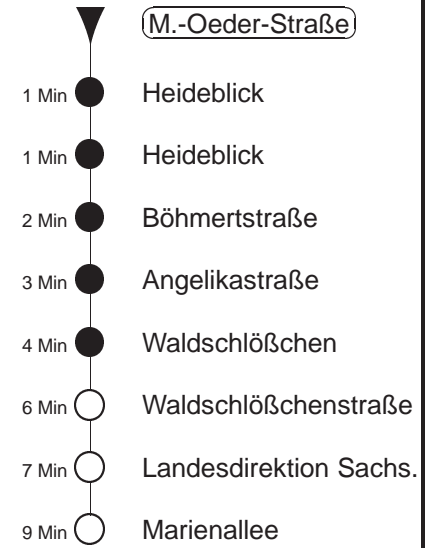 M.-Oeder-Straße
1 Min Heideblick
1 Min Heideblick
2 Min Böhmertstraße
3 Min Angelikastraße
4 Min Waldschlößchen
6 Min Waldschlößchenstraße
7 Min Landesdirektion Sachs.
9 Min Marienallee